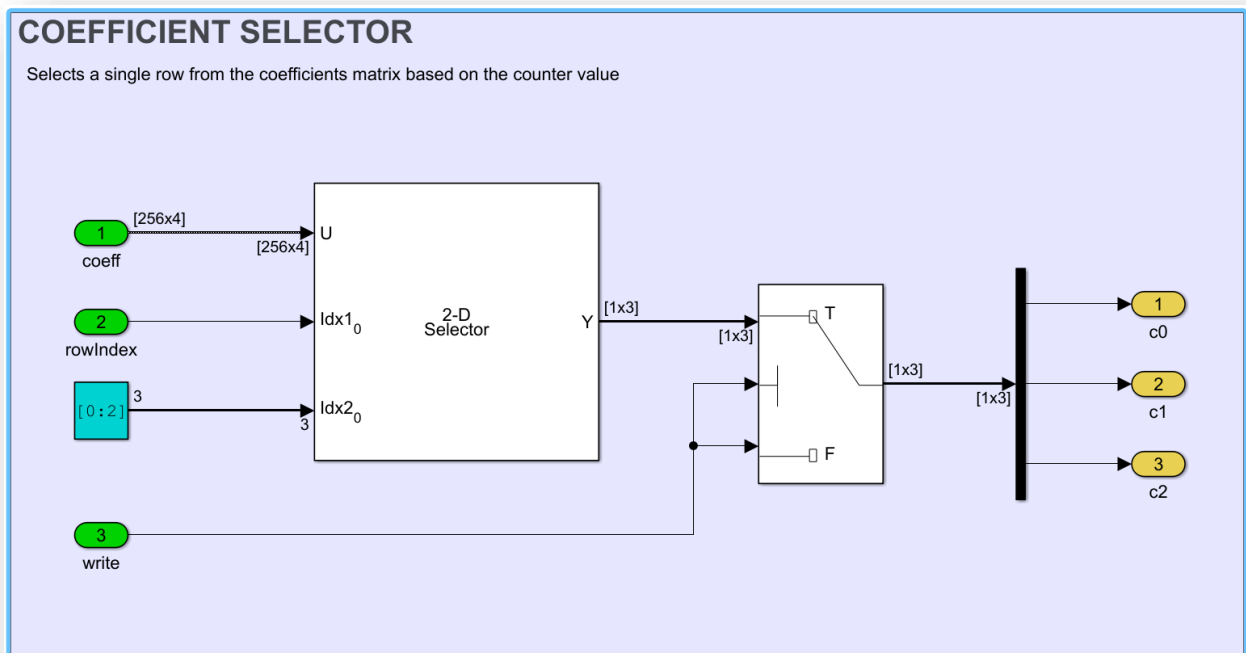 COEFFICIENT SELECTOR
Selects a single row from the coefficients matrix based on the counter value
1
[256x4]
[256x4]
coeff
U
2
rowIndex
Idx1 0
[0:2]
3
3
Idx2 0
2-D
Selector
Y
[1x3]
[1x3]
T
F
[1x3]
[1x3]
3
write
1
c0
2
c1
3
c2